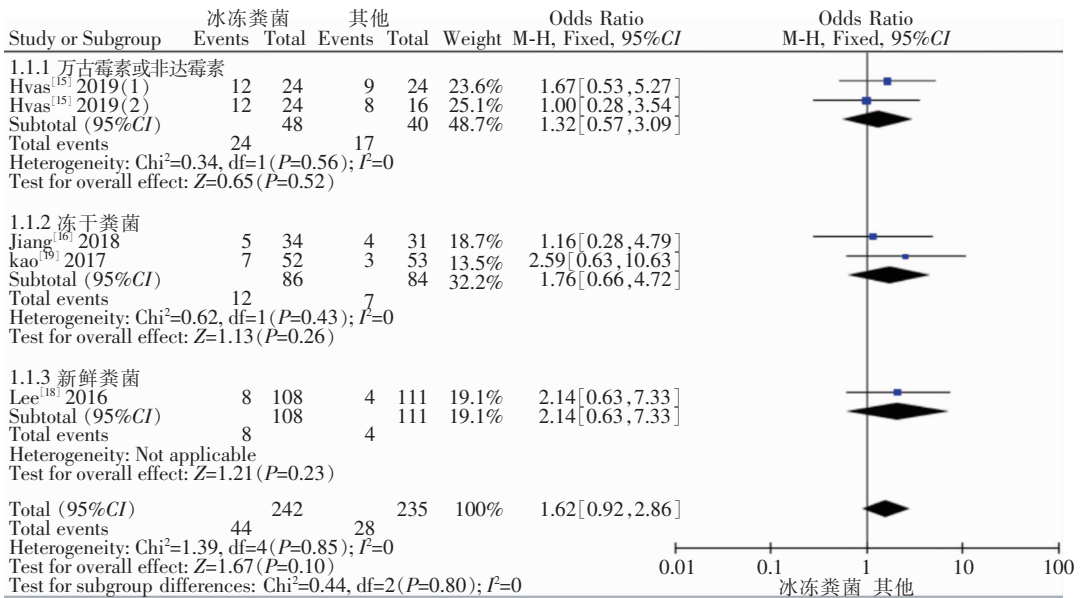 冰冻粪菌 其他 Odds Ratio Odds Ratio
Study or Subgroup Events Total Events Total Weight M-H, Fixed, 95%CI M-H, Fixed, 95%CI
1.1.1 万古霉素或非达霉素
Hvas[15] 2019(1) 12 24 9 24 23.6% 1.67[0.53,5.27]
Hvas[15] 2019(2) 12 24 8 16 25.1% 1.00[0.28,3.54]
Subtotal (95%CI) 48 40 48.7% 1.32[0.57,3.09]
Total events 24 17
Heterogeneity: Chi²=0.34, df=1(P=0.56); I²=0
Test for overall effect: Z=0.65(P=0.52)
1.1.2 冻干粪菌
Jiang[16] 2018 5 34 4 31 18.7% 1.16[0.28,4.79]
kao[19] 2017 7 52 3 53 13.5% 2.59[0.63,10.63]
Subtotal (95%CI) 86 84 32.2% 1.76[0.66,4.72]
Total events 12 7
Heterogeneity: Chi²=0.62, df=1(P=0.43); I²=0
Test for overall effect: Z=1.13(P=0.26)
1.1.3 新鲜粪菌
Lee[18] 2016 8 108 4 111 19.1% 2.14[0.63,7.33]
Subtotal (95%CI) 108 111 19.1% 2.14[0.63,7.33]
Total events 8 4
Heterogeneity: Not applicable
Test for overall effect: Z=1.21(P=0.23)
Total (95%CI) 242 235 100% 1.62[0.92,2.86]
Total events 44 28
Heterogeneity: Chi²=1.39, df=4(P=0.85); I²=0
Test for overall effect: Z=1.67(P=0.10)
Test for subgroup differences: Chi²=0.44, df=2(P=0.80); I²=0
0.01 0.1 1 10 100
冰冻粪菌 其他